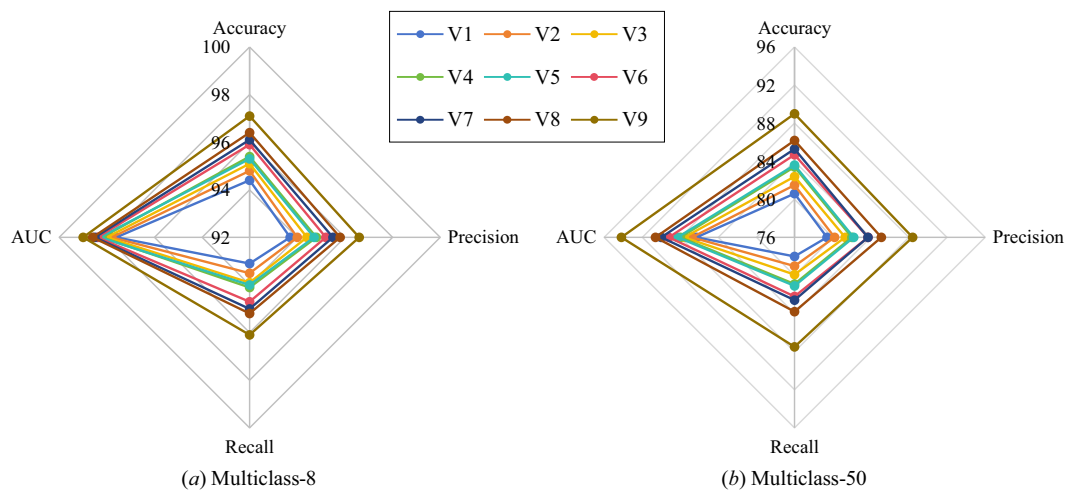 Accuracy
100
98
96
94
92
AUC
Precision
Recall
(a) Multiclass-8
V1 V2 V3
V4 V5 V6
V7 V8 V9
Accuracy
96
92
88
84
80
76
AUC
Precision
Recall
(b) Multiclass-50